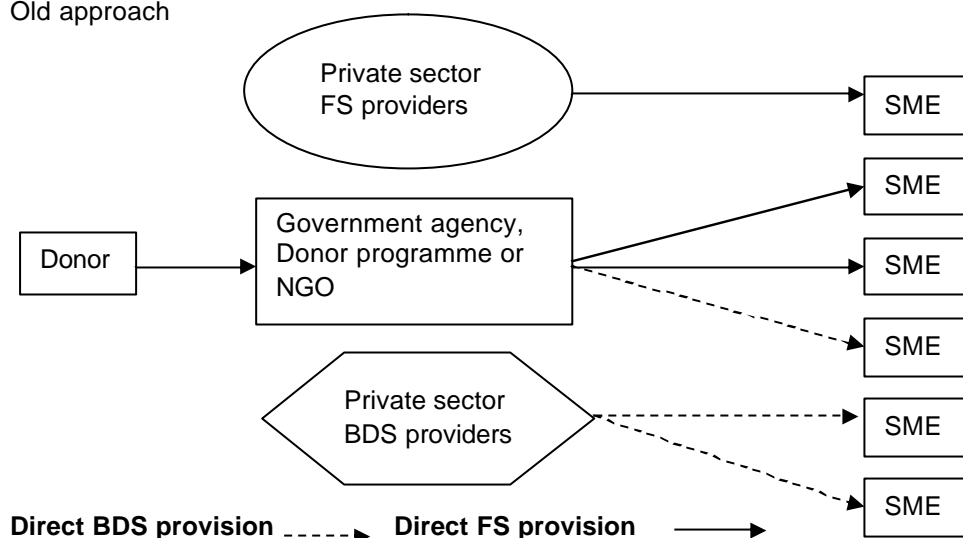 Old approach
Private sector
FS providers
SME
SME
Government agency,
Donor programme or
NGO
Donor
SME
SME
Private sector
BDS providers
SME
SME
Direct BDS provision
Direct FS provision